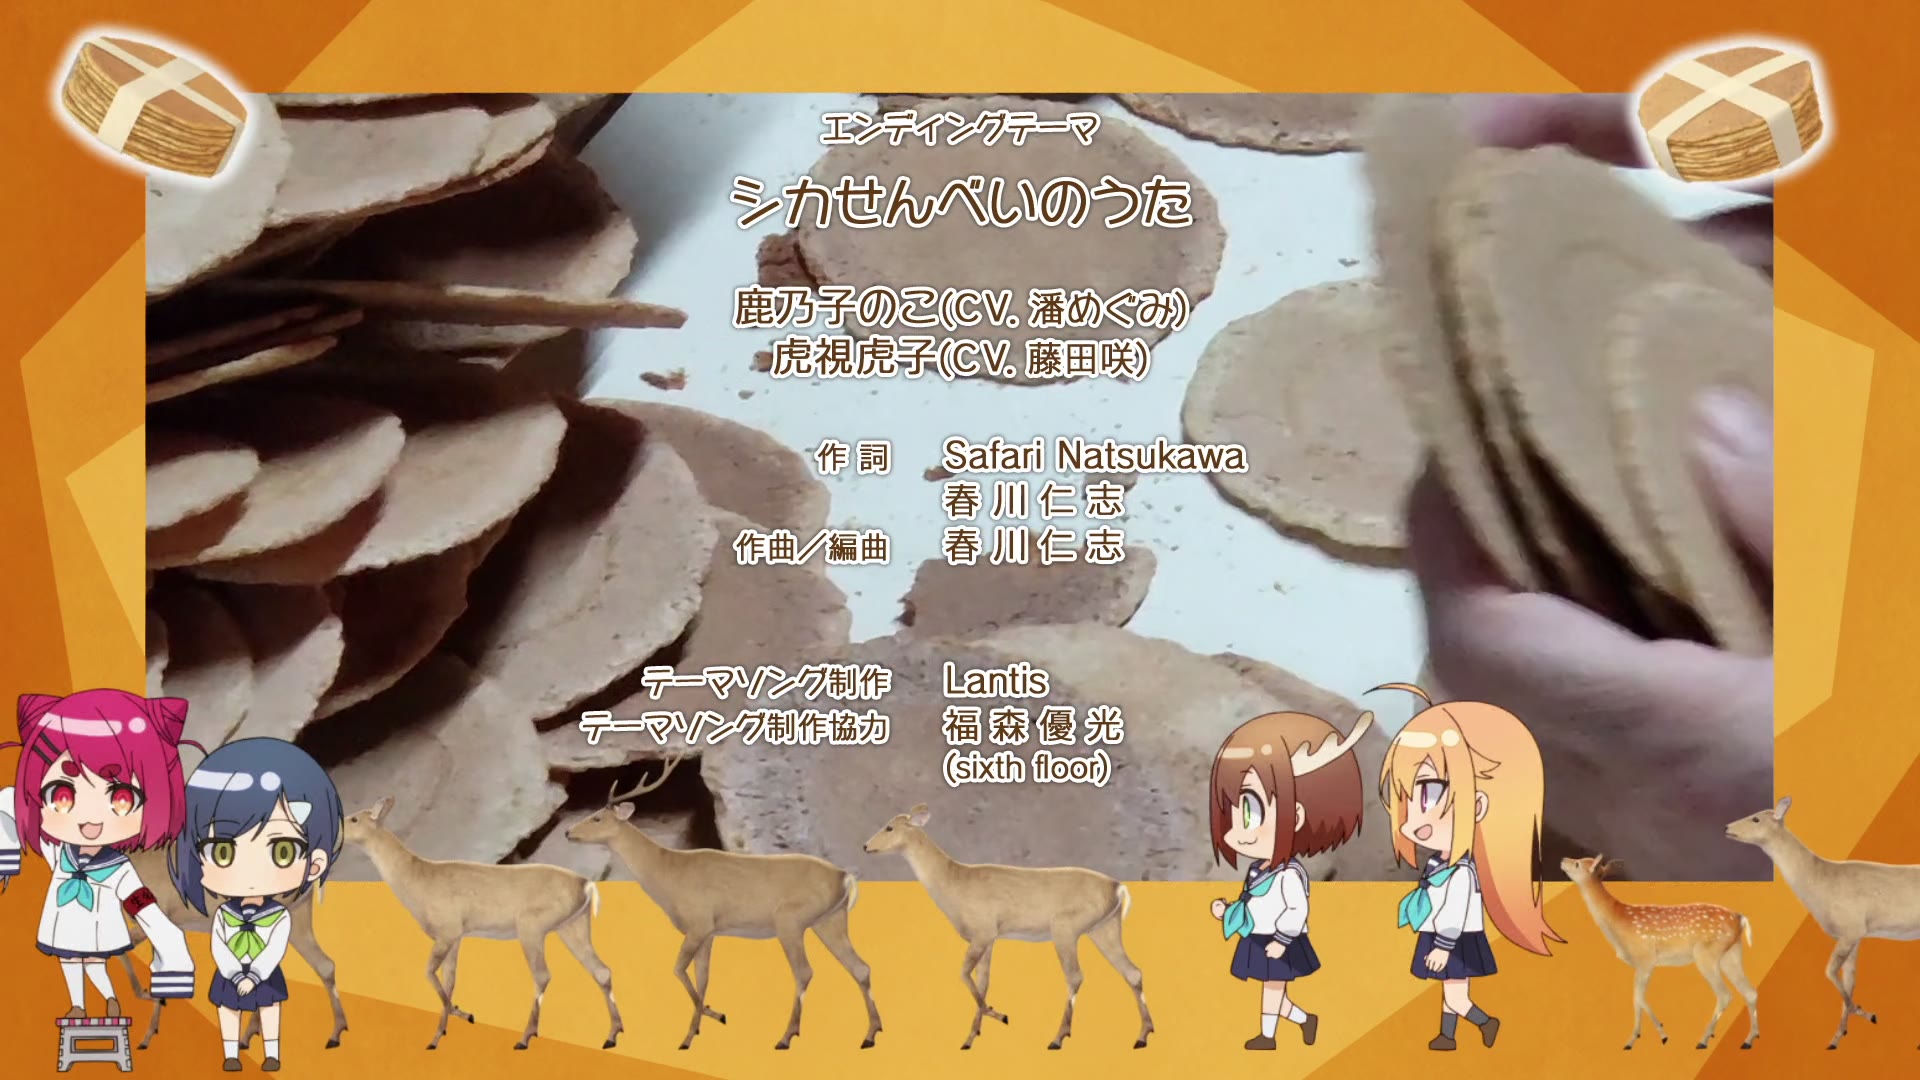 エンディングテーマ
シカせんべいのうた
鹿乃子のこ(CV. 潘めぐみ)
虎視虎子(CV. 藤田咲)
作詞 Safari Natsukawa
春川仁志
作曲／編曲 春川仁志
テーマソング制作 Lantis
テーマソング制作協力 福森優光
(sixth floor)